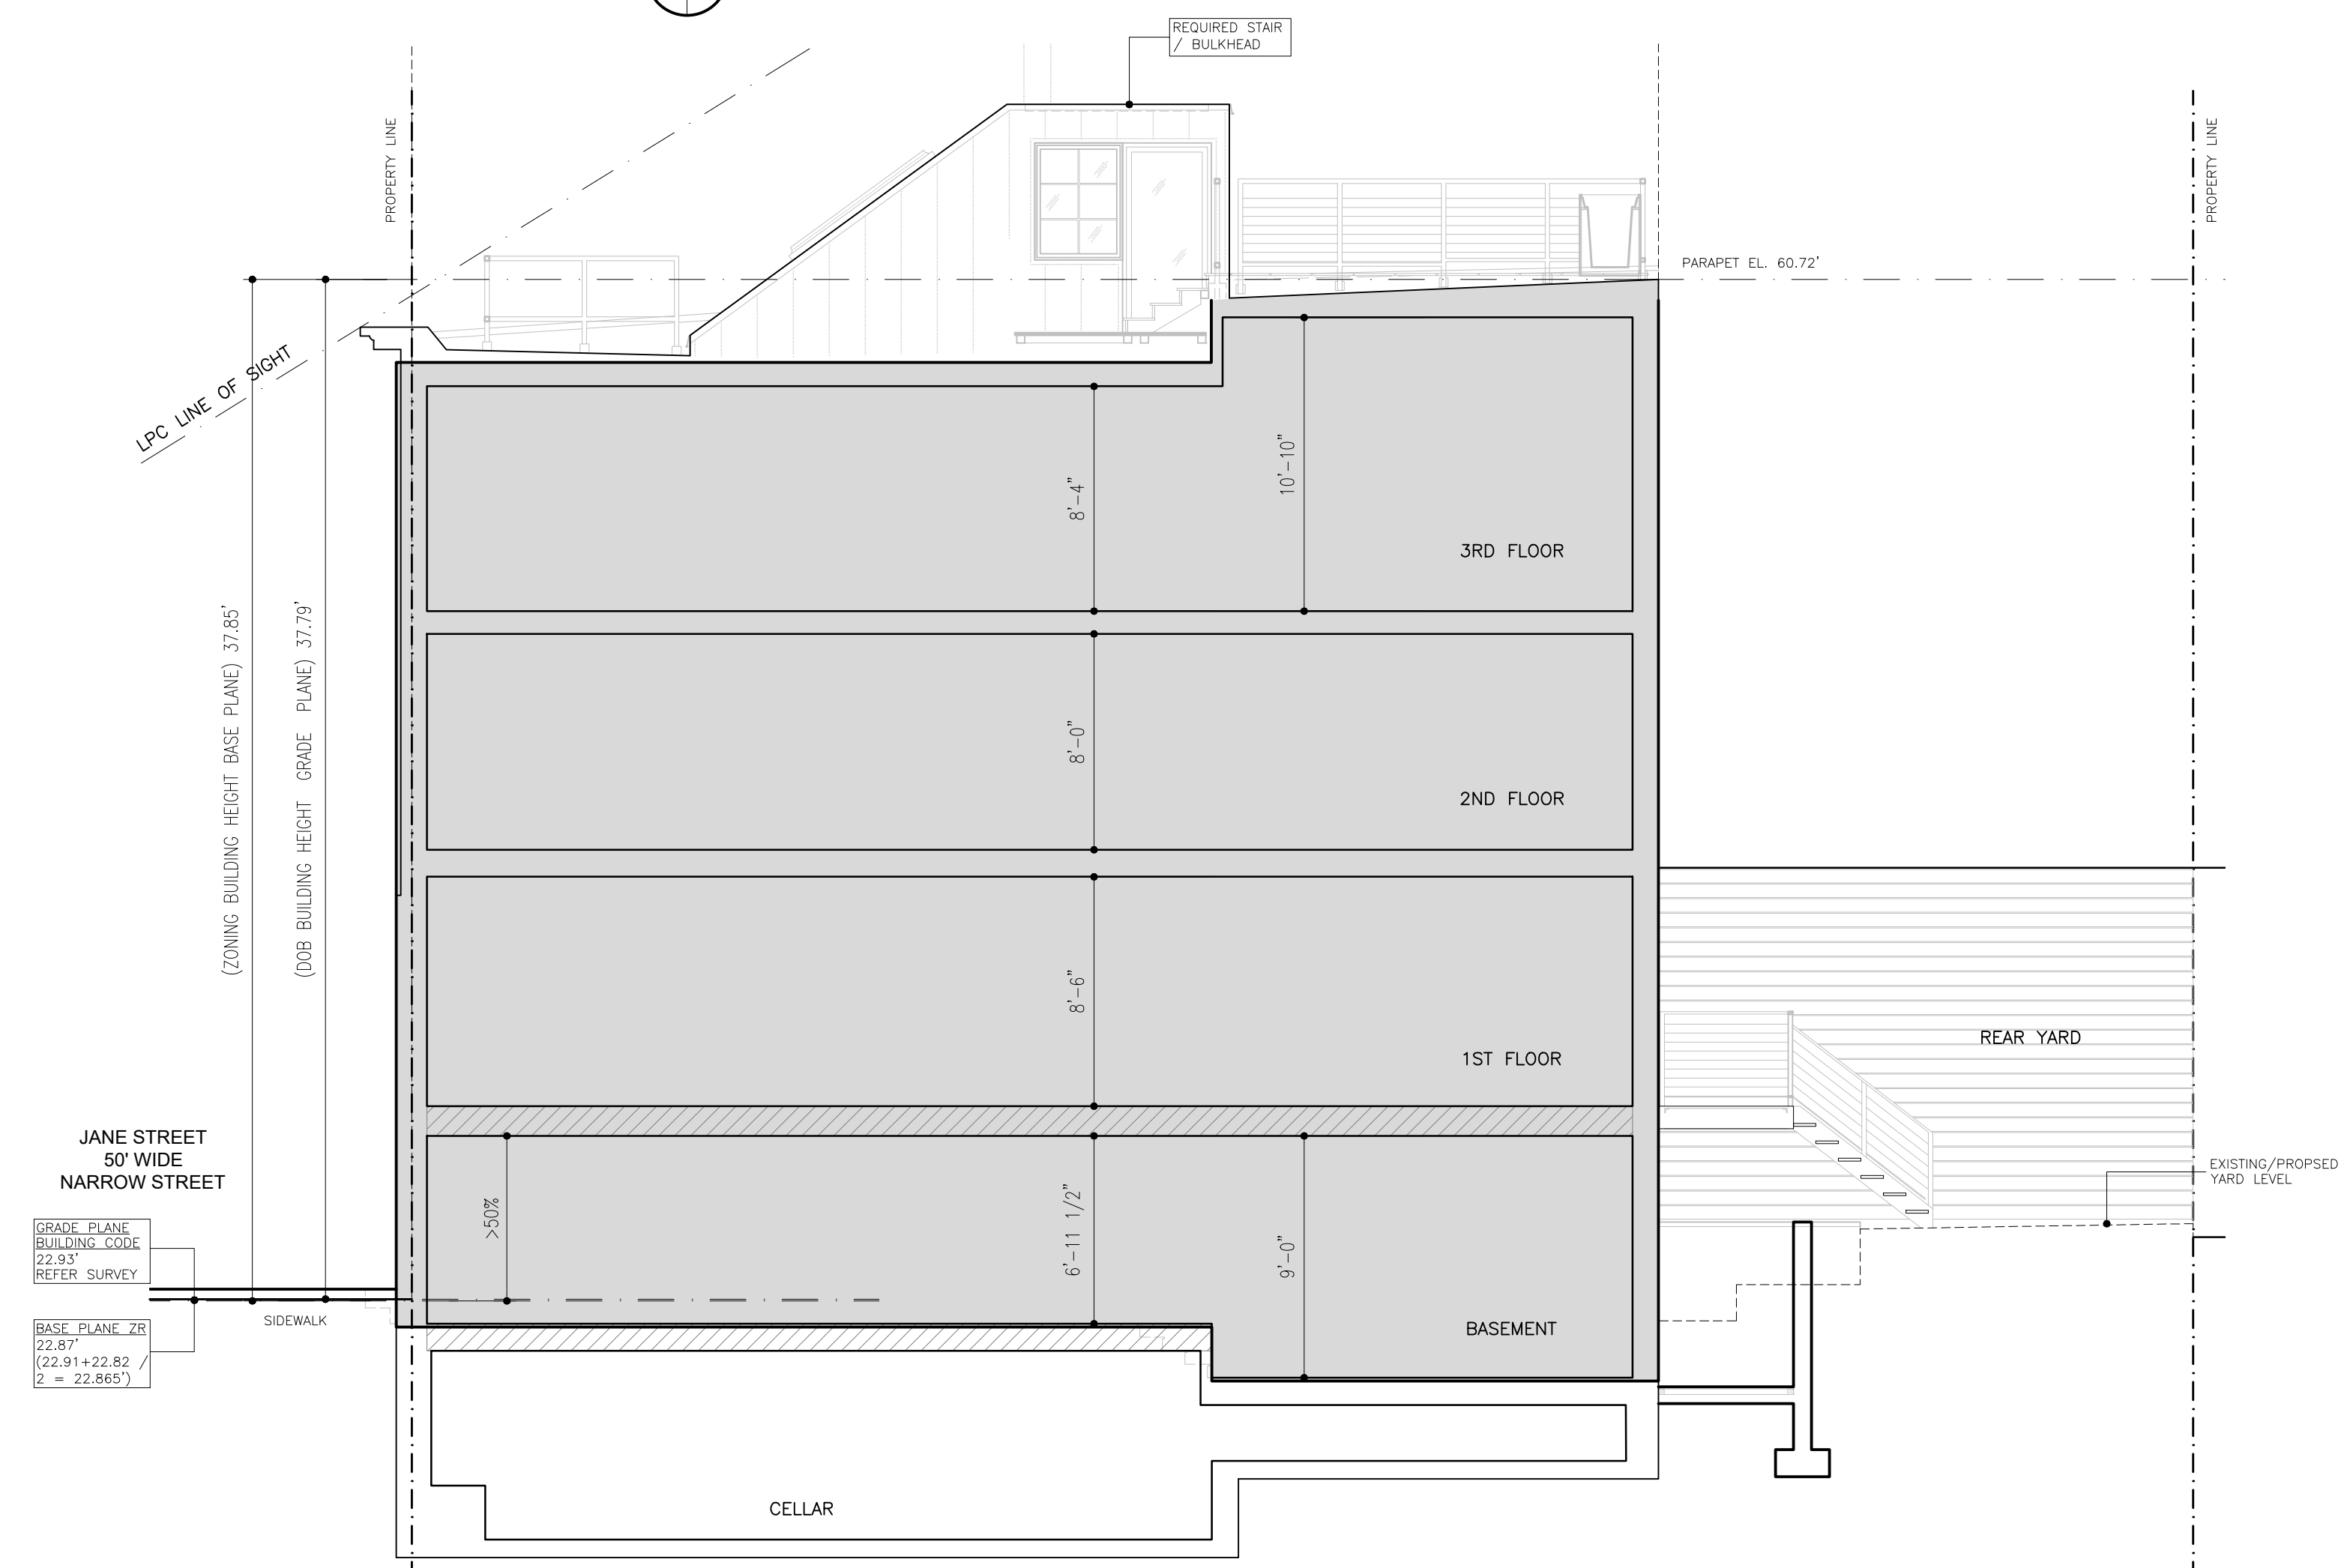 REQUIRED STAIR
/ BULKHEAD
PROPERTY LINE
PROPERTY LINE
PARAPET EL. 60.72'
LPC LINE OF SIGHT
8'-4"
10'-10"
3RD FLOOR
(ZONING BUILDING HEIGHT BASE PLANE) 37.85'
(DOB BUILDING HEIGHT GRADE PLANE) 37.79'
8'-0"
2ND FLOOR
8'-6"
1ST FLOOR
REAR YARD
JANE STREET
50' WIDE
NARROW STREET
>50%
6'-11 1/2"
9'-0"
EXISTING/PROPSED
YARD LEVEL
GRADE PLANE
BUILDING CODE
22.93'
REFER SURVEY
SIDEWALK
BASE PLANE ZR
22.87'
(22.91+22.82 /
2 = 22.865')
BASEMENT
CELLAR